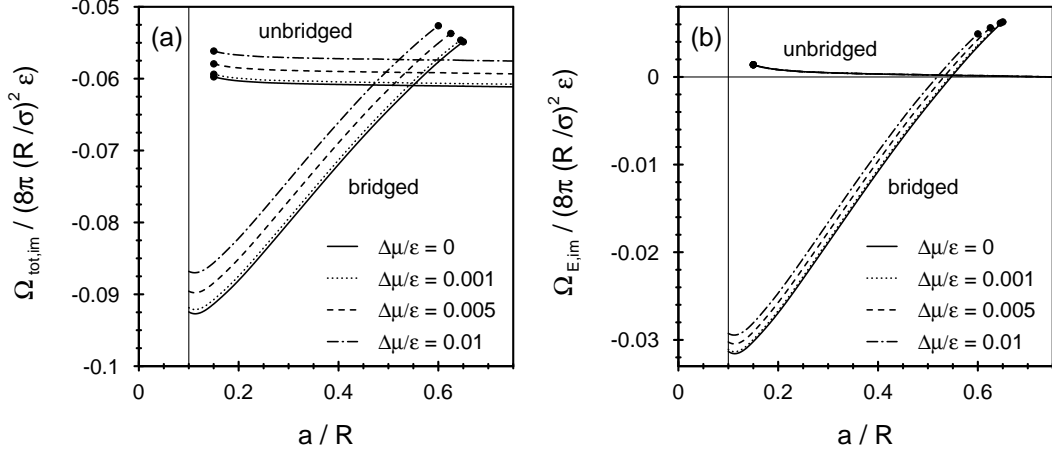 (a)
unbridged
bridged
Δμ/ε = 0
Δμ/ε = 0.001
Δμ/ε = 0.005
Δμ/ε = 0.01
-0.05
-0.06
-0.07
-0.08
-0.09
-0.1
0
0.2
0.4
0.6
a / R
Ω_tot,im / (8π (R /σ)² ε)
(b)
unbridged
bridged
Δμ/ε = 0
Δμ/ε = 0.001
Δμ/ε = 0.005
Δμ/ε = 0.01
0
-0.01
-0.02
-0.03
0
0.2
0.4
0.6
a / R
Ω_E,im / (8π (R /σ)² ε)